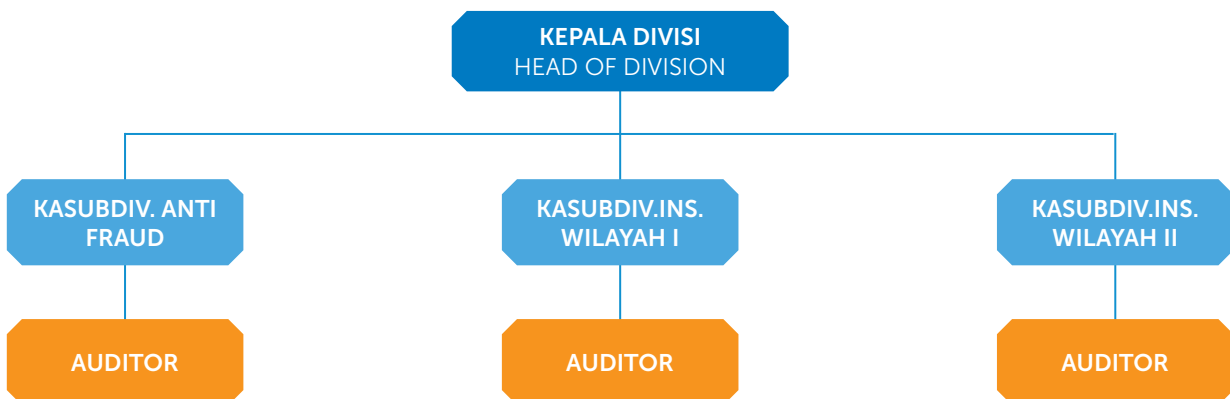 KEPALA DIVISI
HEAD OF DIVISION
KASUBDIV. ANTI
FRAUD
KASUBDIV.INS.
WILAYAH I
KASUBDIV.INS.
WILAYAH II
AUDITOR
AUDITOR
AUDITOR